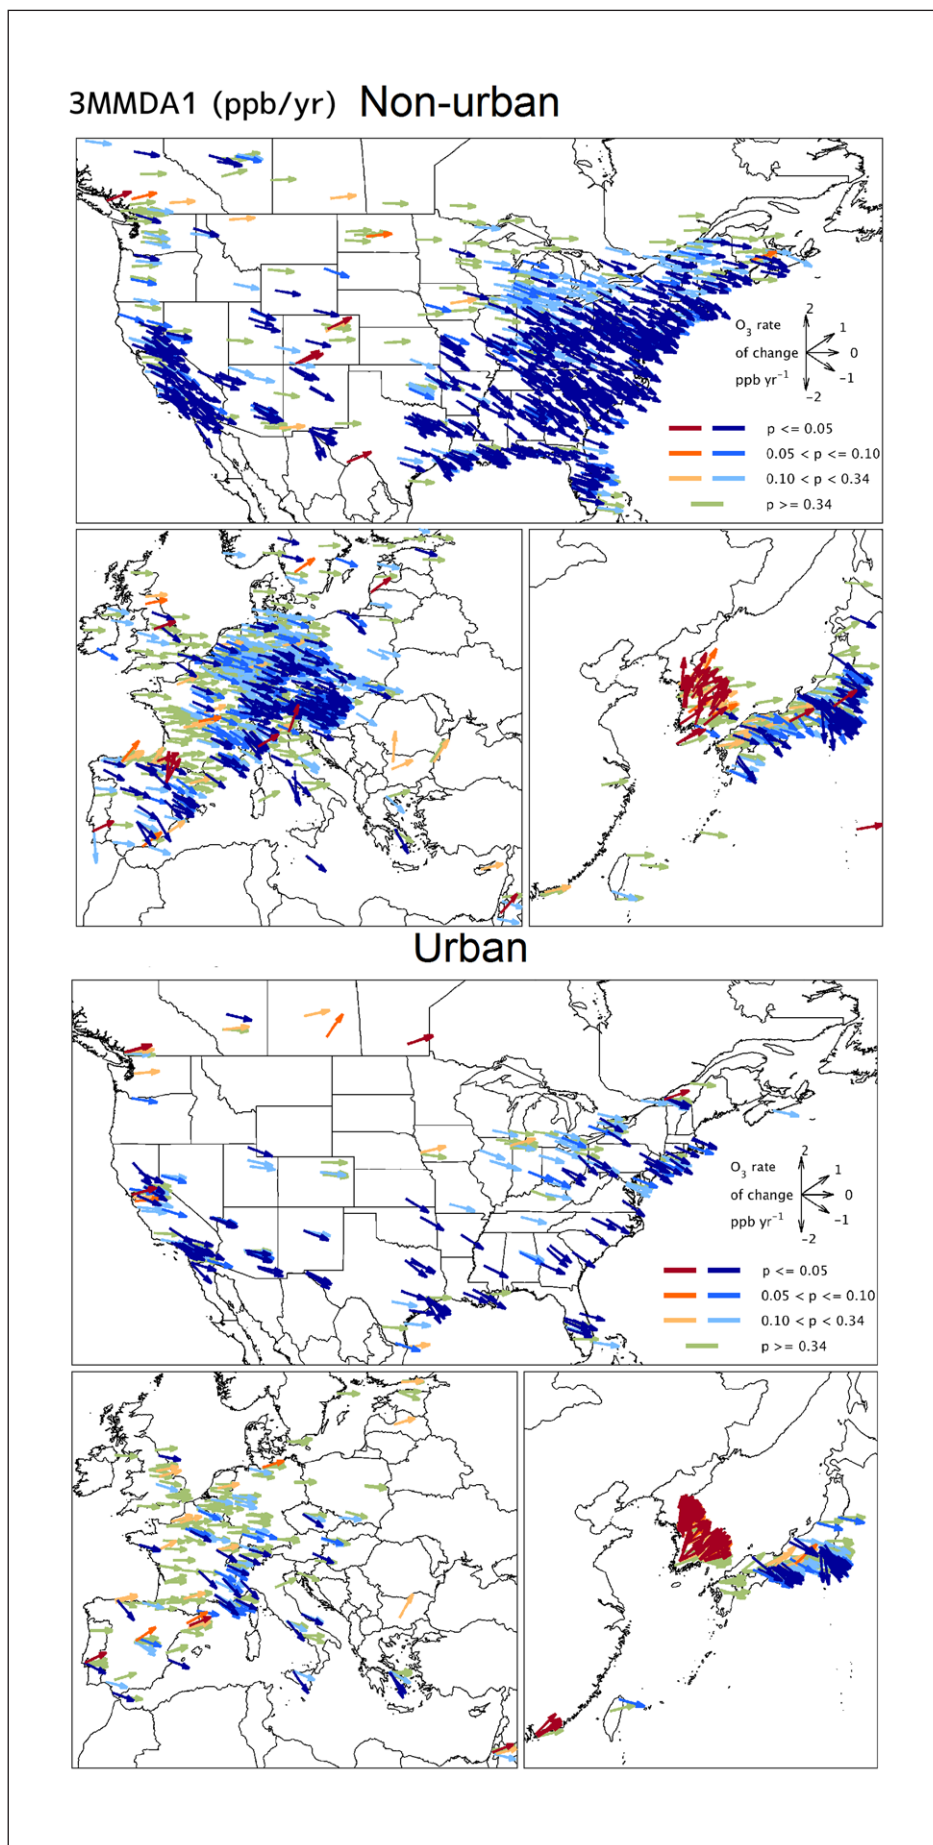 3MMDA1 (ppb/yr) Non-urban
2
O₃ rate 1
of change 0
ppb yr⁻¹ −1
−2
p <= 0.05
0.05 < p <= 0.10
0.10 < p < 0.34
p >= 0.34
Urban
2
O₃ rate 1
of change 0
ppb yr⁻¹ −1
−2
p <= 0.05
0.05 < p <= 0.10
0.10 < p < 0.34
p >= 0.34